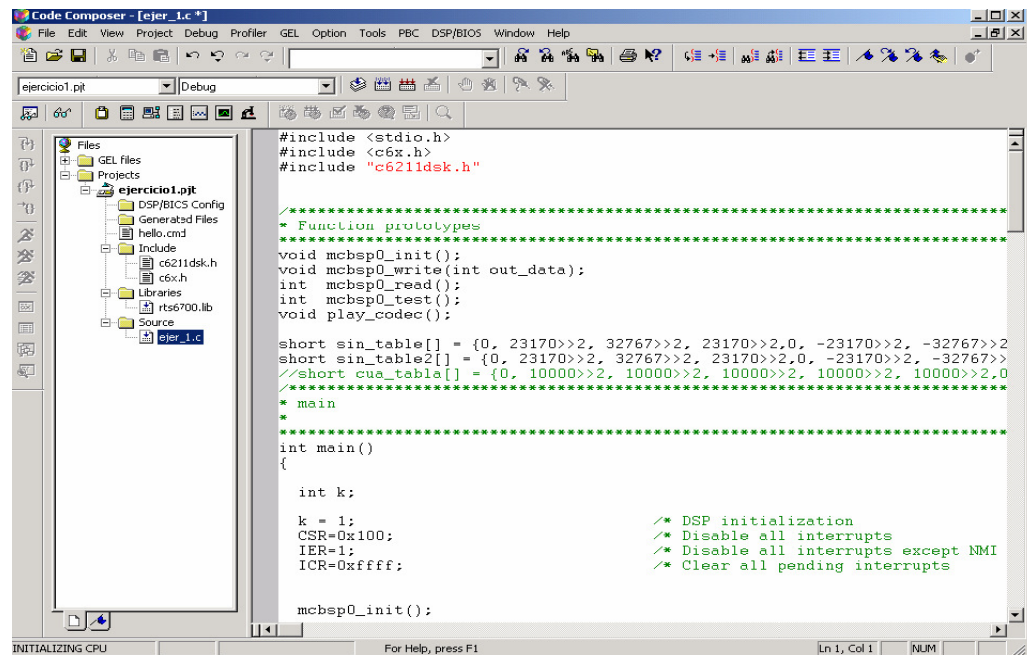 Code Composer - [ejer_1.c *]
File Edit View Project Debug Profiler GEL Option Tools PBC DSP/BIOS Window Help
ejercicio1.pjt
Debug
Files
GEL files
Projects
ejercicio1.pjt
DSP/BIOS Config
Generated Files
hello.cmd
Include
c6211dsk.h
c6x.h
Libraries
rts6700.lib
Source
ejer_1.c
#include <stdio.h>
#include <c6x.h>
#include "c6211dsk.h"
/****************************************************************************
* Function prototypes
****************************************************************************
void mcbsp0_init();
void mcbsp0_write(int out_data);
int  mcbsp0_read();
int  mcbsp0_test();
void play_codec();
short sin_table[] = {0, 23170>>2, 32767>>2, 23170>>2,0, -23170>>2, -32767>>2
short sin_table2[] = {0, 23170>>2, 32767>>2, 23170>>2,0, -23170>>2, -32767>>
//short cua_tabla[] = {0, 10000>>2, 10000>>2, 10000>>2, 10000>>2, 10000>>2,0
/****************************************************************************
* main
*
****************************************************************************
int main()
{
int k;
k = 1; /* DSP initialization
CSR=0x100; /* Disable all interrupts
IER=1; /* Disable all interrupts except NMI
ICR=0xffff; /* Clear all pending interrupts
mcbsp0_init();
INITIALIZING CPU
For Help, press F1
Ln 1, Col 1
NUM